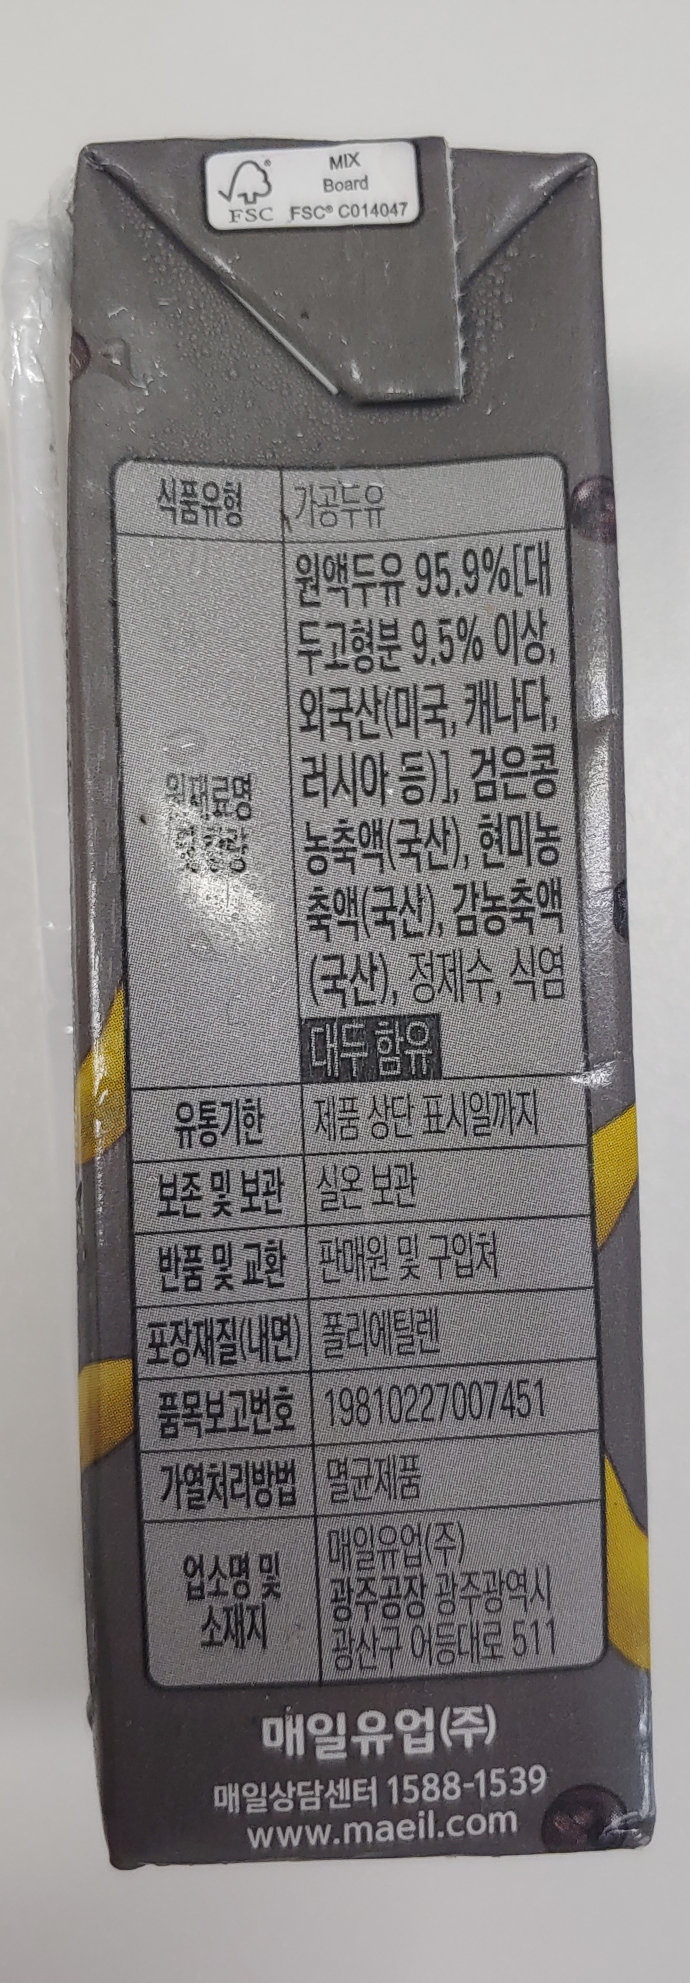 MIX
Board
FSC FSC® C014047
식품유형 가공두유
원재료명
및 함량
원액두유 95.9%[대
두고형분 9.5% 이상,
외국산(미국, 캐나다,
러시아 등)], 검은콩
농축액(국산), 현미농
축액(국산), 감농축액
(국산), 정제수, 식염
대두 함유
유통기한 제품 상단 표시일까지
보존 및 보관 실온 보관
반품 및 교환 판매원 및 구입처
포장재질(내면) 폴리에틸렌
품목보고번호 19810227007451
가열처리방법 멸균제품
업소명 및
소재지
매일유업(주)
광주공장 광주광역시
광산구 어등대로 511
매일유업(주)
매일상담센터 1588-1539
www.maeil.com